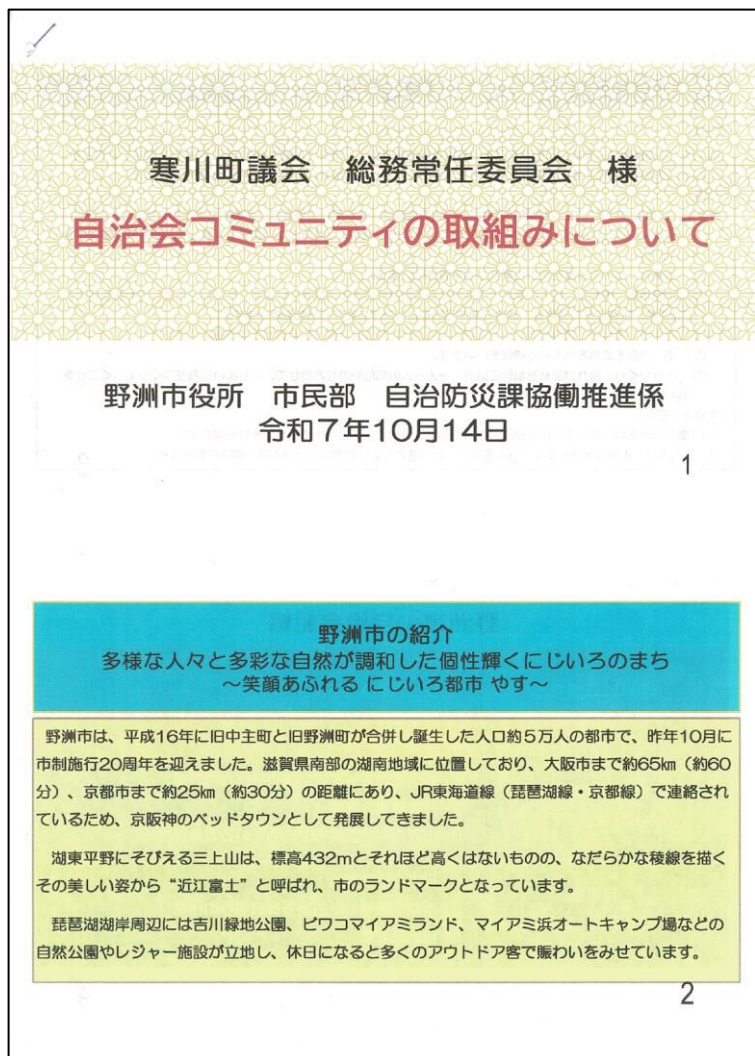 寒川町議会　総務常任委員会　様
自治会コミュニティの取組みについて
野洲市役所　市民部　自治防災課協働推進係
令和7年10月14日
1
野洲市の紹介
多様な人々と多彩な自然が調和した個性輝くにじいろのまち
～笑顔あふれる にじいろ都市 やす～
野洲市は、平成16年に旧中主町と旧野洲町が合併し誕生した人口約5万人の都市で、昨年10月に
市制施行20周年を迎えました。滋賀県南部の湖南地域に位置しており、大阪市まで約65㎞（約60
分）、京都市まで約25㎞（約30分）の距離にあり、JR東海道線（琵琶湖線・京都線）で連絡され
ているため、京阪神のベッドタウンとして発展してきました。
湖東平野にそびえる三上山は、標高432mとそれほど高くはないものの、なだらかな稜線を描く
その美しい姿から“近江富士”と呼ばれ、市のランドマークとなっています。
琵琶湖湖岸周辺には吉川緑地公園、ビワコマイアミランド、マイアミ浜オートキャンプ場などの
自然公園やレジャー施設が立地し、休日になると多くのアウトドア客で賑わいをみせています。
2